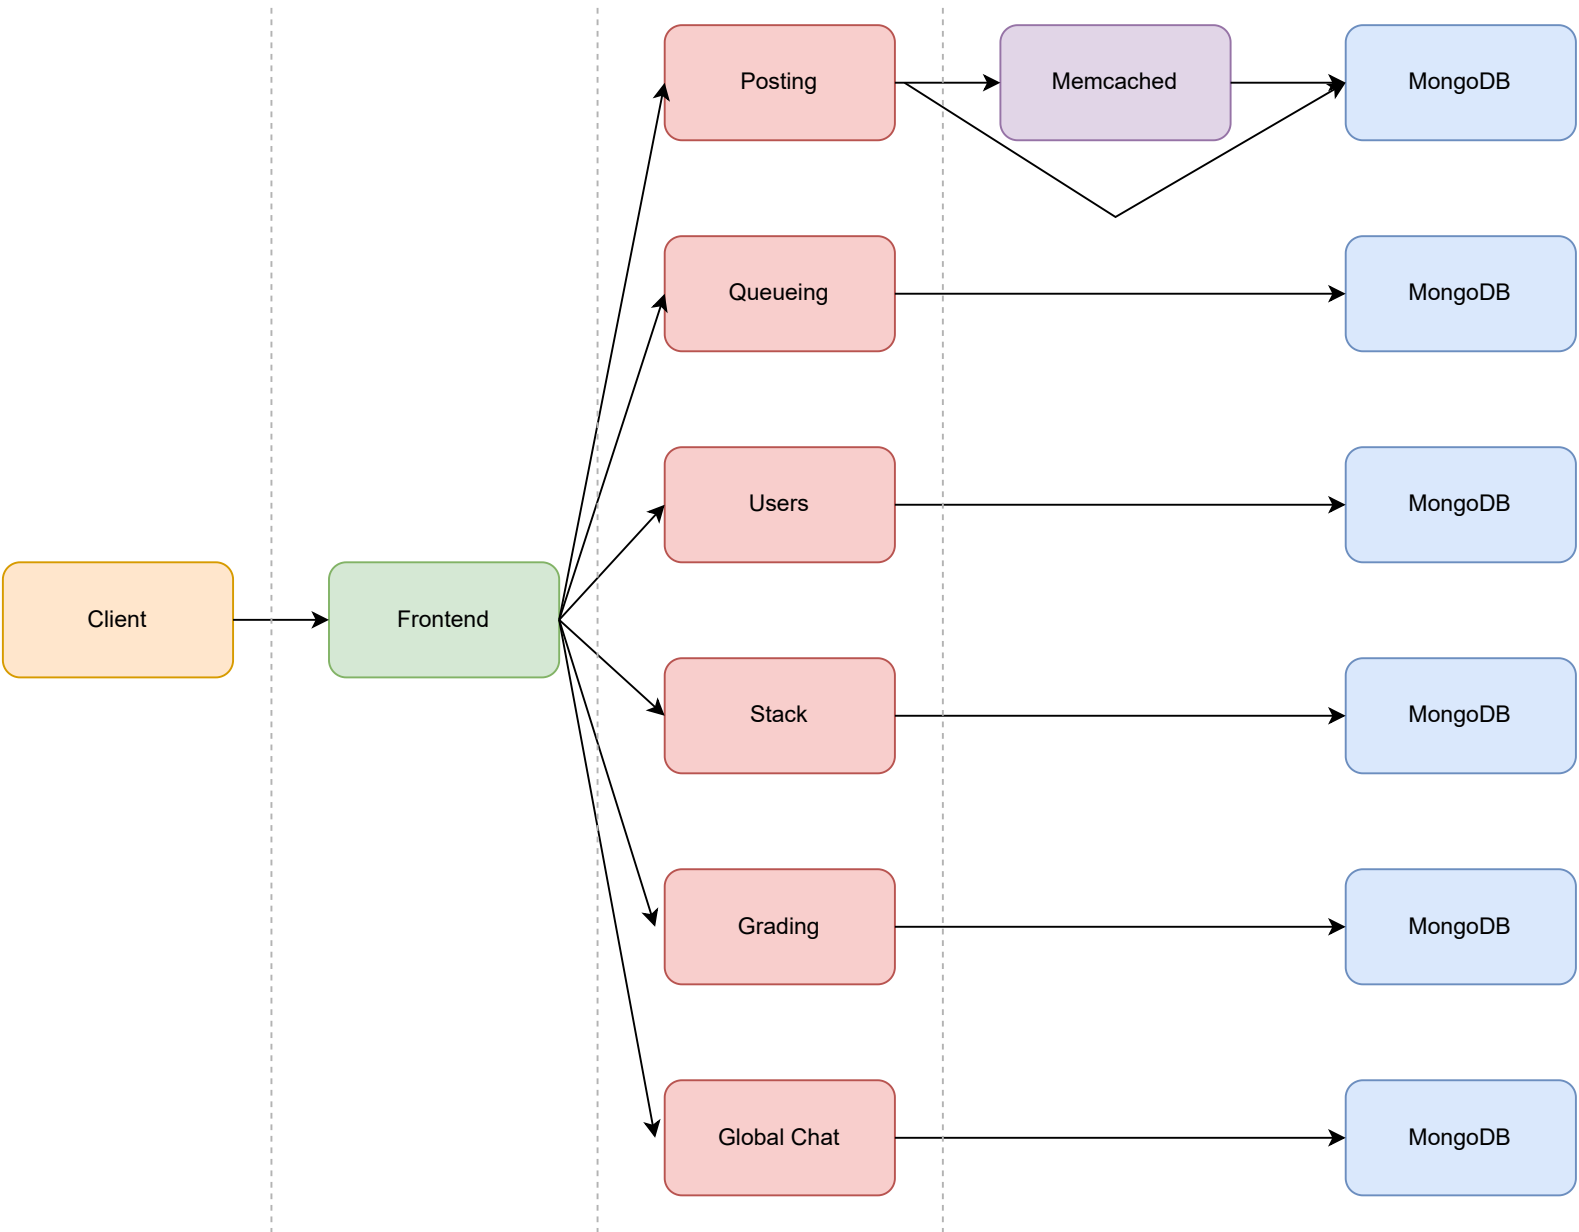 Posting
Memcached
MongoDB
Queueing
MongoDB
Users
MongoDB
Client
Frontend
Stack
MongoDB
Grading
MongoDB
Global Chat
MongoDB